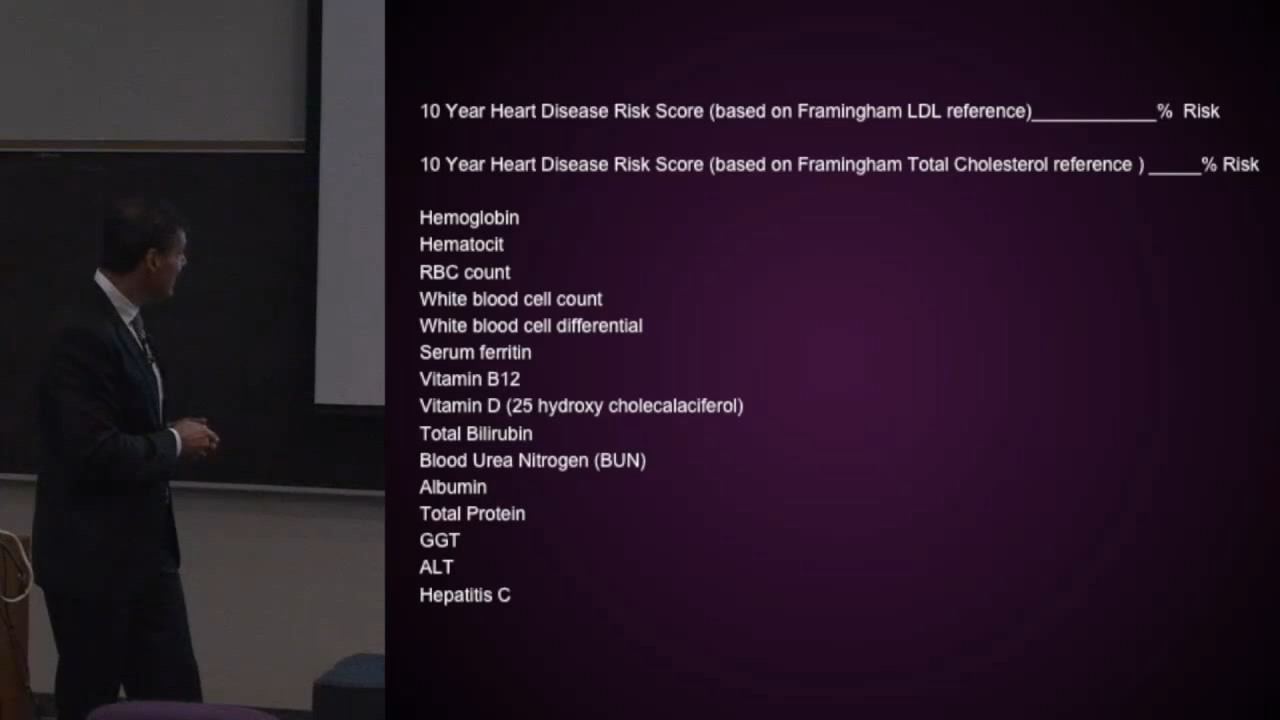 10 Year Heart Disease Risk Score (based on Framingham LDL reference)____________% Risk
10 Year Heart Disease Risk Score (based on Framingham Total Cholesterol reference ) _____% Risk
Hemoglobin
Hematocit
RBC count
White blood cell count
White blood cell differential
Serum ferritin
Vitamin B12
Vitamin D (25 hydroxy cholecalaciferol)
Total Bilirubin
Blood Urea Nitrogen (BUN)
Albumin
Total Protein
GGT
ALT
Hepatitis C